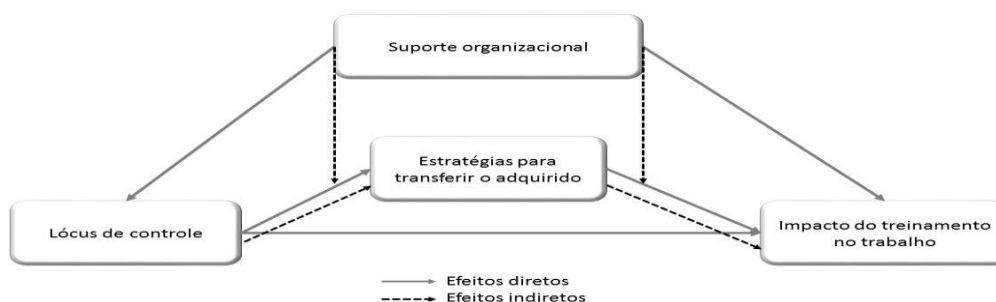 Suporte organizacional
Estratégias para
transferir o adquirido
Lócus de controle
Impacto do treinamento
no trabalho
Efeitos diretos
Efeitos indiretos